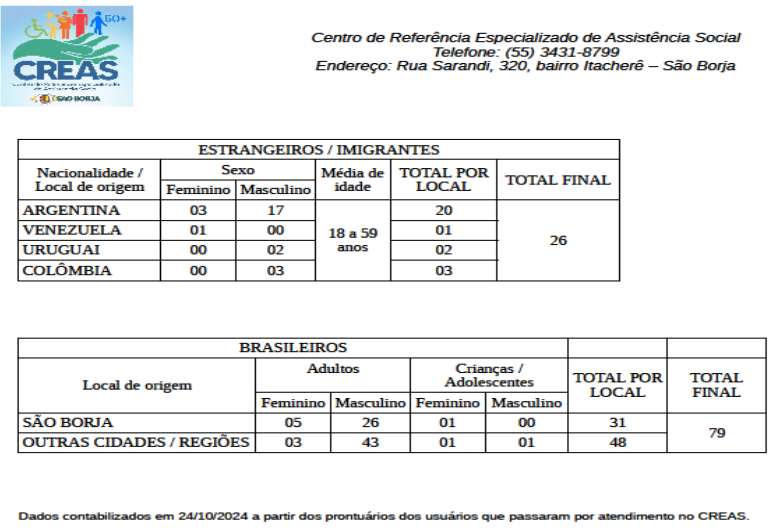 GO+
CREAS
SÃO BORJA
Centro de Referência Especializado de Assistência Social
Telefone: (55) 3431-8799
Endereço: Rua Sarandi, 320, bairro Itacherê – São Borja
ESTRANGEIROS / IMIGRANTES
Nacionalidade / Local de origem Sexo Média de idade TOTAL POR LOCAL TOTAL FINAL
Feminino Masculino
ARGENTINA 03 17 18 a 59 anos 20 26
VENEZUELA 01 00 01
URUGUAI 00 02 02
COLÔMBIA 00 03 03
BRASILEIROS
Local de origem Adultos Crianças / Adolescentes TOTAL POR LOCAL TOTAL FINAL
Feminino Masculino Feminino Masculino
SÃO BORJA 05 26 01 00 31 79
OUTRAS CIDADES / REGIÕES 03 43 01 01 48
Dados contabilizados em 24/10/2024 a partir dos prontuários dos usuários que passaram por atendimento no CREAS.